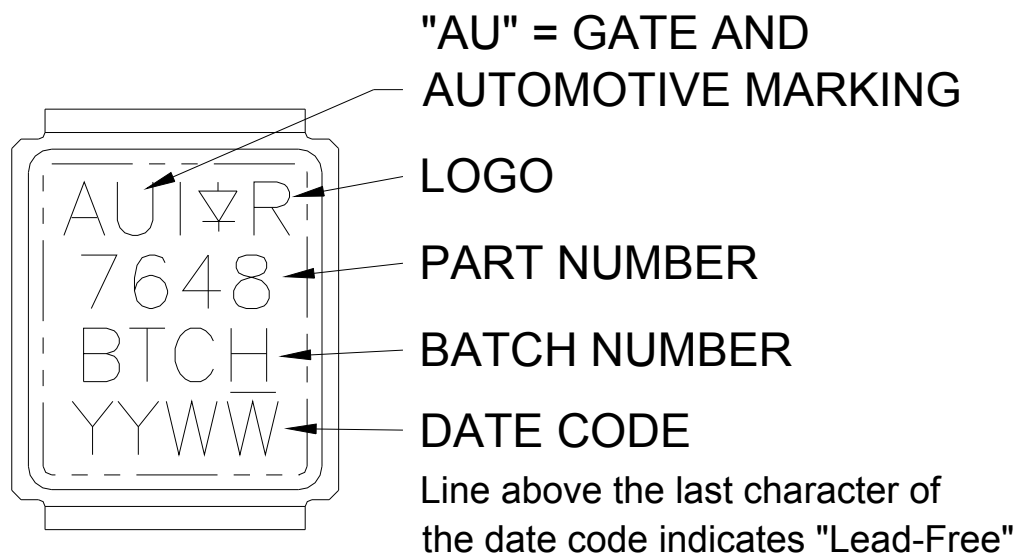 "AU" = GATE AND
AUTOMOTIVE MARKING
AUI R
LOGO
7648
PART NUMBER
BTCH
BATCH NUMBER
YYWW
DATE CODE
Line above the last character of
the date code indicates "Lead-Free"